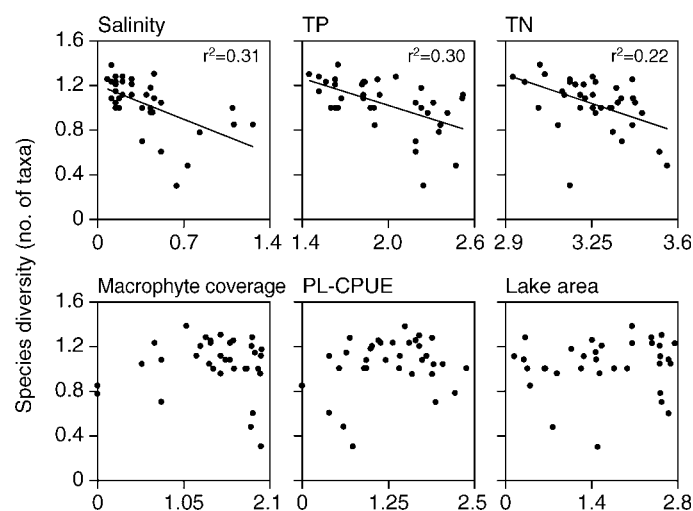 Salinity TP TN
1.6 r²=0.31 r²=0.30 r²=0.22
1.2
0.8
0.4
0
0 0.7 1.4 1.4 2.0 2.6 2.9 3.25 3.6
Species diversity (no. of taxa)
Macrophyte coverage PL-CPUE Lake area
1.6
1.2
0.8
0.4
0
0 1.05 2.1 0 1.25 2.5 0 1.4 2.8